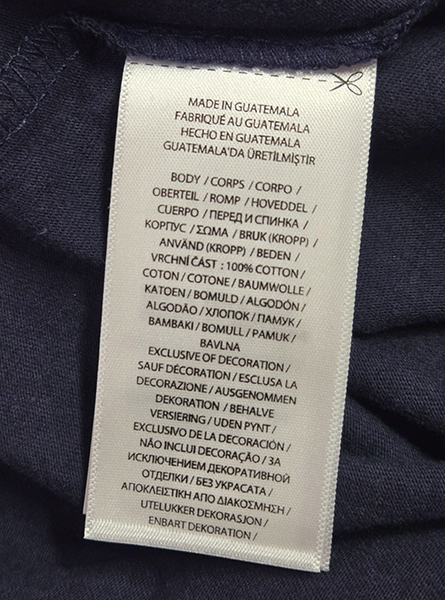 MADE IN GUATEMALA
FABRIQUÉ AU GUATEMALA
HECHO EN GUATEMALA
GUATEMALA'DA ÜRETILMİŞTİR
BODY / CORPS / CORPO /
OBERTEIL / ROMP / HOVEDDEL /
CUERPO / ПЕРЕД И СПИНКА /
КОРПУС / ΣΩΜΑ / BRUK (KROPP) /
ANVÄND (KROPP) / BEDEN /
VRCHNÍ ČÁST : 100% COTTON /
COTON / COTONE / BAUMWOLLE /
KATOEN / BOMULD / ALGODÓN /
ALGODÃO / ХЛОПОК / ПАМУК /
BAMBAKI / BOMULL / PAMUK /
BAVLNA
EXCLUSIVE OF DECORATION /
SAUF DÉCORATION / ESCLUSA LA
DECORAZIONE / AUSGENOMMEN
DEKORATION / BEHALVE
VERSIERING / UDEN PYNT /
EXCLUSIVO DE LA DECORACIÓN /
NÃO INCLUI DECORAÇÃO / ЗА
ИСКЛЮЧЕНИЕМ ДЕКОРАТИВНОЙ
ОТДЕЛКИ / БЕЗ УКРАСАТА /
ΑΠΟΚΛΕΙΣΤΙΚΗ ΑΠΟ ΔΙΑΚΟΣΜΗΣΗ /
UTELUKKER DEKORASJON /
ENBART DEKORATION /